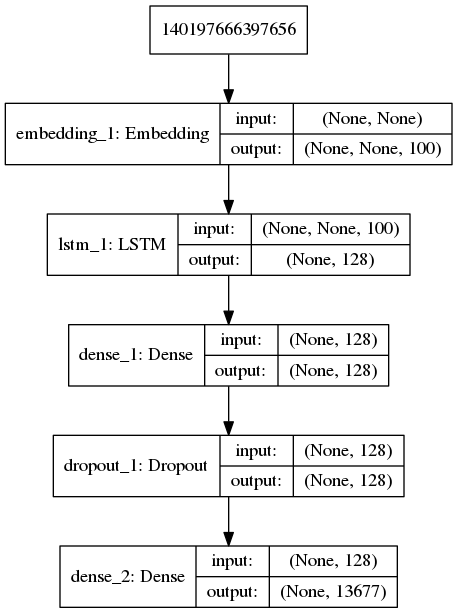 140197666397656
embedding_1: Embedding
input: (None, None)
output: (None, None, 100)
lstm_1: LSTM
input: (None, None, 100)
output: (None, 128)
dense_1: Dense
input: (None, 128)
output: (None, 128)
dropout_1: Dropout
input: (None, 128)
output: (None, 128)
dense_2: Dense
input: (None, 128)
output: (None, 13677)